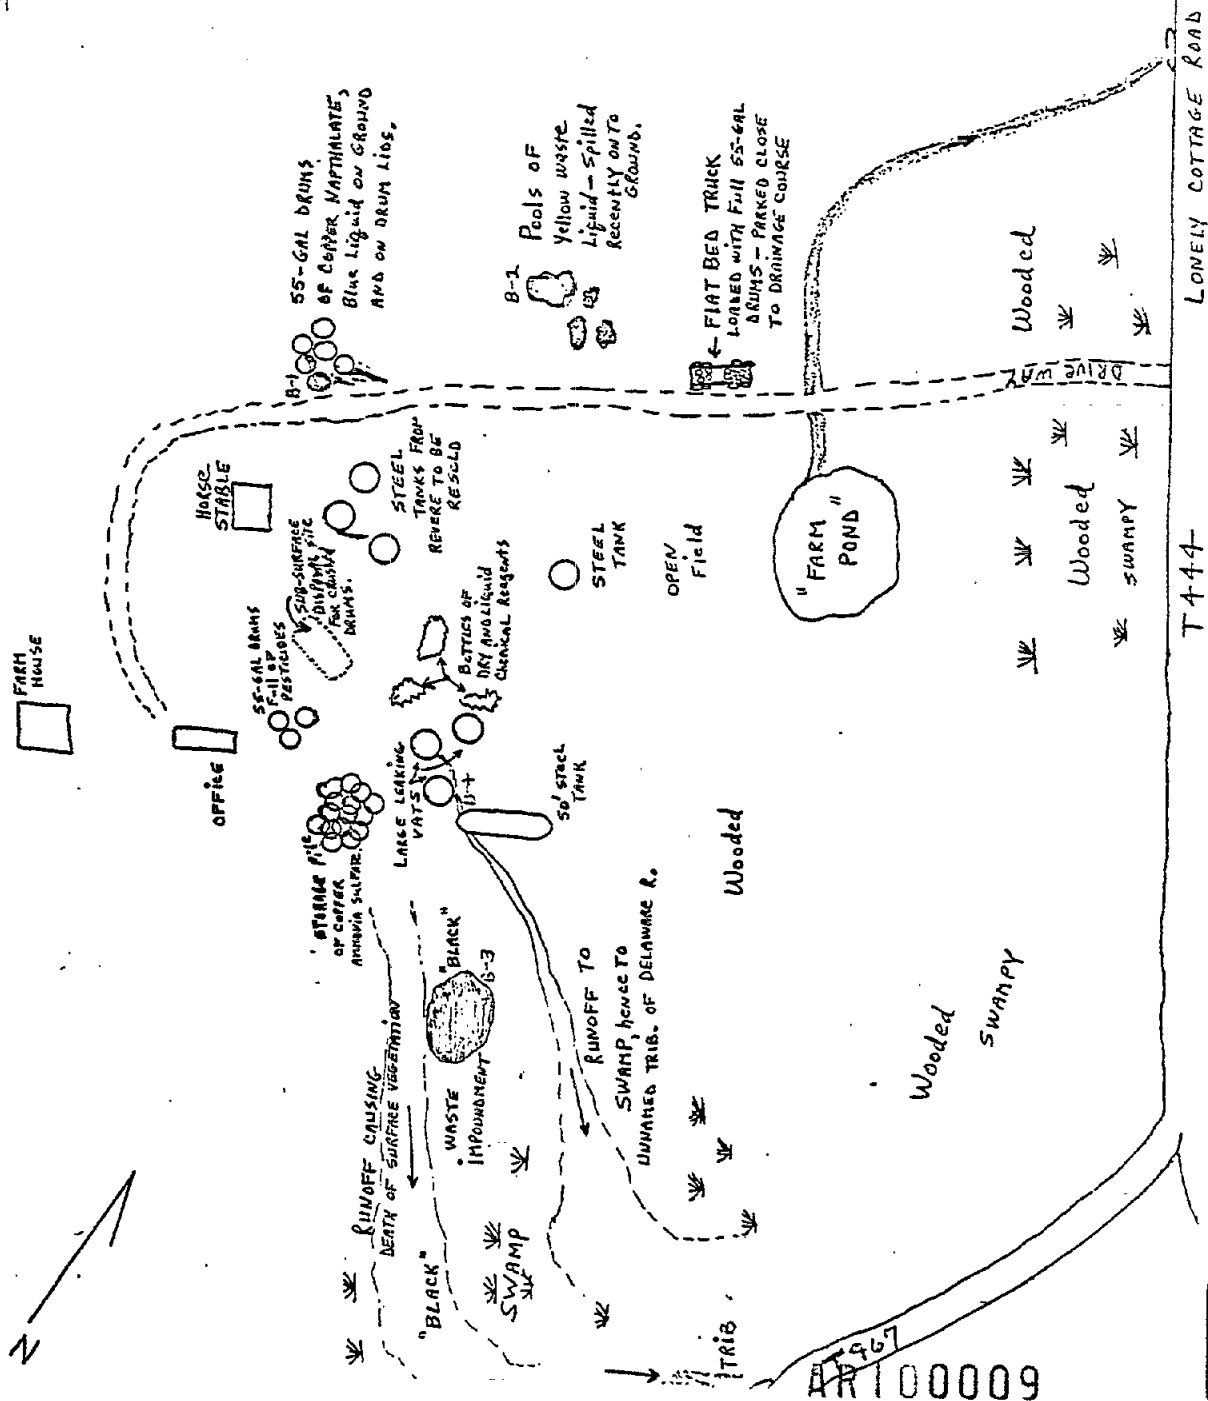 FARM
HOUSE
OFFICE
HORSE
STABLE
B-1
55-GAL DRUMS
OF COPPER NAPTHALATE,
Blue Liquid on GROUND
AND ON DRUM LIDS.
STEEL
TANKS FROM
REVERE TO BE
RESOLD
SUB-SURFACE
DISPOSAL SITE
FOR CRUSHED
DRUMS.
55-GAL DRUMS
Full OF
PESTICIDES
B-2
Pools OF
Yellow Waste
Liquid - Spilled
Recently ON TO
GROUND.
BOTTLES OF
DRY AND Liquid
Chemical Reagents
STEEL
TANK
OPEN
Field
← FLAT BED TRUCK
LOADED WITH Full 55-GAL
DRUMS - PARKED CLOSE
TO DRAINAGE COURSE
"FARM
POND"
DRIVEWAY
Wooded
Wooded
SWAMPY
LONELY COTTAGE ROAD
T444
STORAGE Pile
OF COPPER
AMMONIA SULFATE.
LARGE LEAKING
VATS
B-4
50' STEEL
TANK
Wooded
"BLACK"
B-3
WASTE
IMPOUNDMENT
RUNOFF CAUSING
DEATH OF SURFACE VEGETATION
"BLACK"
RUNOFF TO
SWAMP, hence TO
UNNAMED TRIB. OF DELAWARE R.
SWAMP
Wooded
SWAMPY
TRIB.
T467
N
AR100009